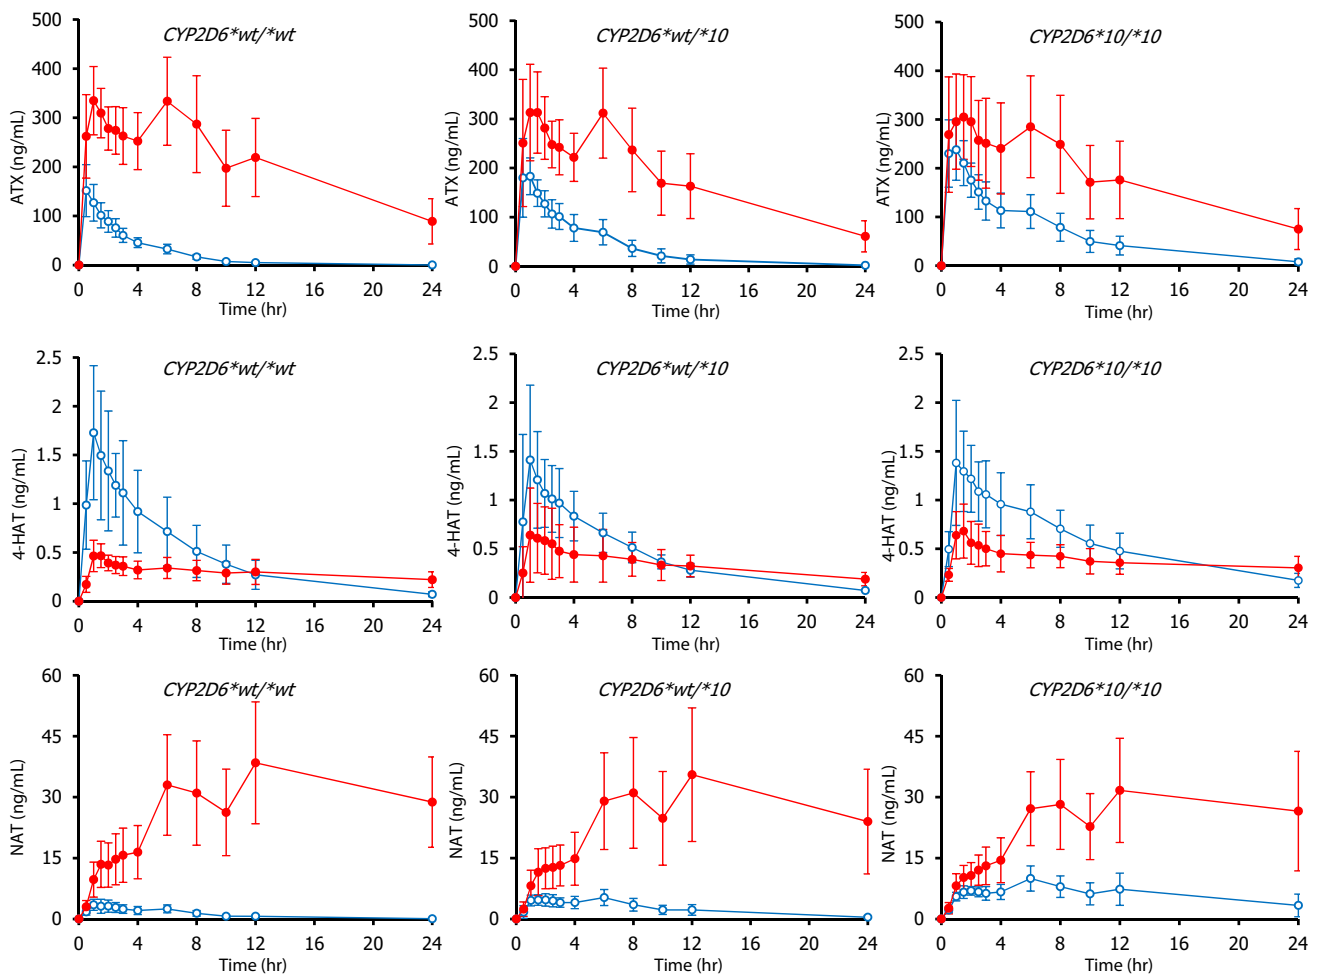 CYP2D6*wt/*wt
ATX (ng/mL)
500
400
300
200
100
0
0 4 8 12 16 20 24
Time (hr)
CYP2D6*wt/*10
ATX (ng/mL)
500
400
300
200
100
0
0 4 8 12 16 20 24
Time (hr)
CYP2D6*10/*10
ATX (ng/mL)
500
400
300
200
100
0
0 4 8 12 16 20 24
Time (hr)
CYP2D6*wt/*wt
4-HAT (ng/mL)
2.5
2
1.5
1
0.5
0
0 4 8 12 16 20 24
Time (hr)
CYP2D6*wt/*10
4-HAT (ng/mL)
2.5
2
1.5
1
0.5
0
0 4 8 12 16 20 24
Time (hr)
CYP2D6*10/*10
4-HAT (ng/mL)
2.5
2
1.5
1
0.5
0
0 4 8 12 16 20 24
Time (hr)
CYP2D6*wt/*wt
NAT (ng/mL)
60
45
30
15
0
0 4 8 12 16 20 24
Time (hr)
CYP2D6*wt/*10
NAT (ng/mL)
60
45
30
15
0
0 4 8 12 16 20 24
Time (hr)
CYP2D6*10/*10
NAT (ng/mL)
60
45
30
15
0
0 4 8 12 16 20 24
Time (hr)